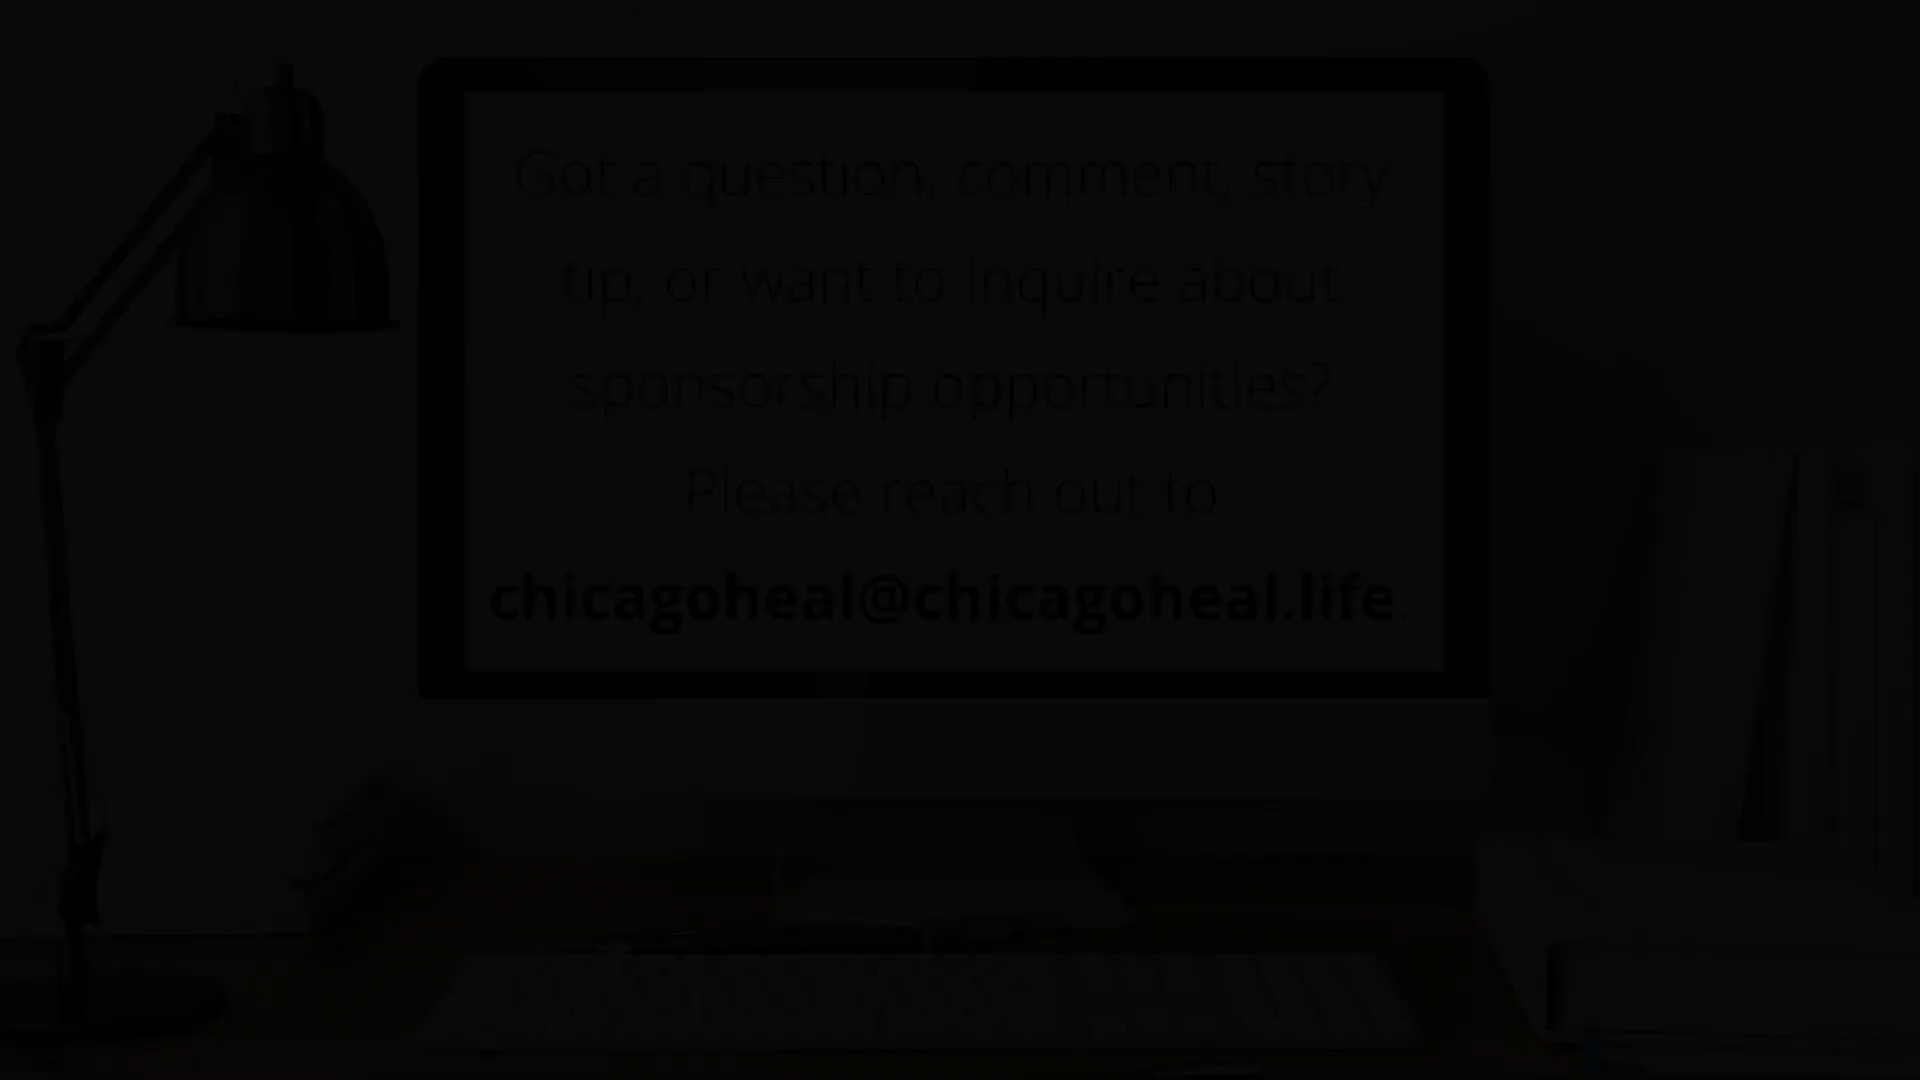 Got a question, comment, story
tip, or want to inquire about
sponsorship opportunities?
Please reach out to
chicagoheal@chicagoheal.life